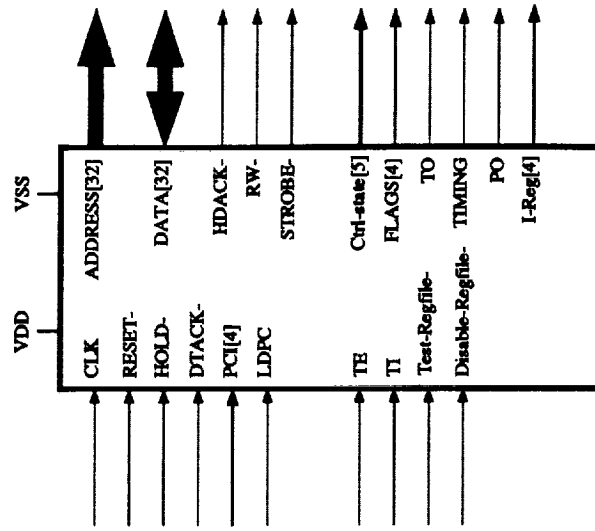 VDD
VSS
CLK
ADDRESS[32]
RESET-
HOLD-
DATA[32]
DTACK-
HDACK-
PCI[4]
RW-
LDPC
STROBE-
TE
Ctrl-state[5]
TI
FLAGS[4]
Test-Regfile-
TO
Disable-Regfile-
TIMING
PO
I-Reg[4]